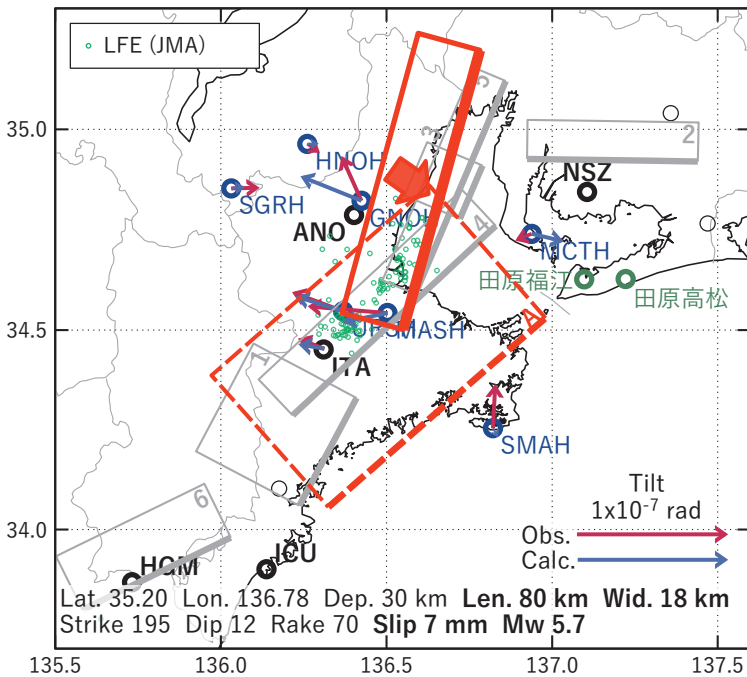 LFE (JMA)
5
35.0
3
2
HNOH
NSZ
SGRH
ANO
GNOH
4
MCTH
田原福江
田原高松
A
34.5
MASH
1
ITA
SMAH
6
Tilt
1x10⁻⁷ rad
34.0
Obs.
Calc.
HGM
ICU
Lat. 35.20 Lon. 136.78 Dep. 30 km Len. 80 km Wid. 18 km
Strike 195 Dip 12 Rake 70 Slip 7 mm Mw 5.7
135.5 136.0 136.5 137.0 137.5